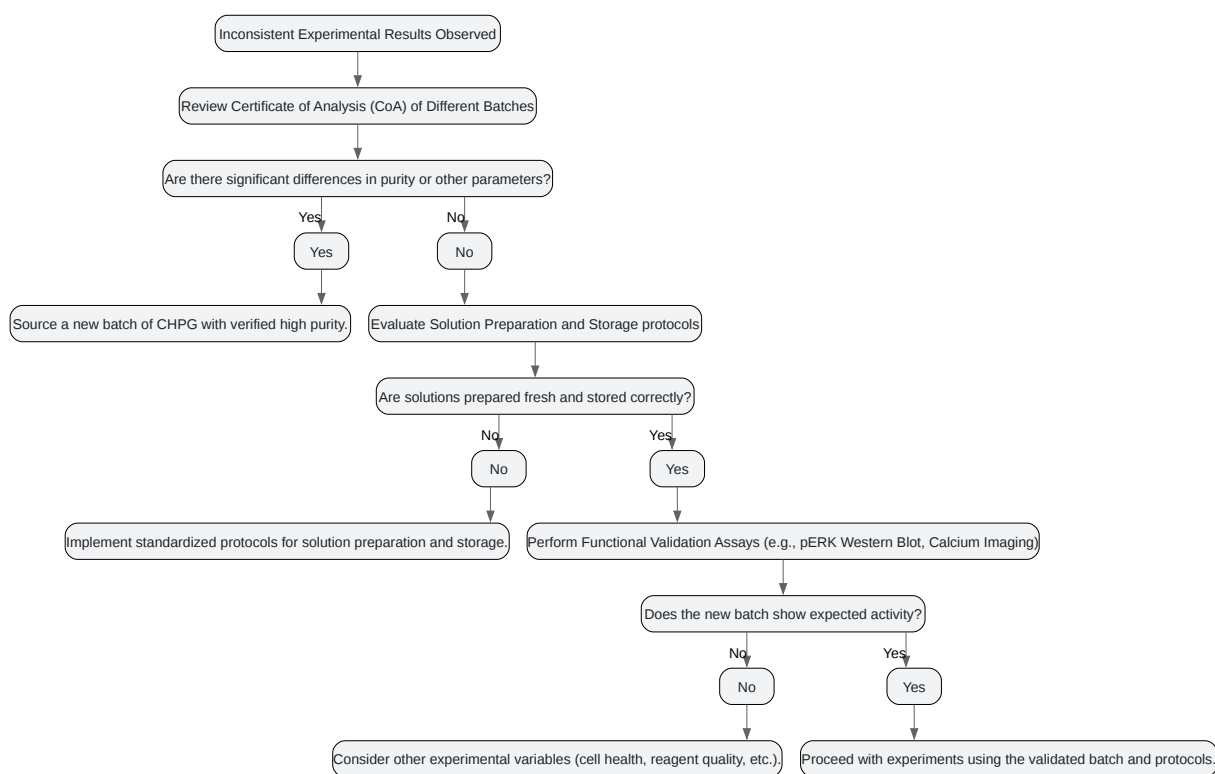 Inconsistent Experimental Results Observed
Review Certificate of Analysis (CoA) of Different Batches
Are there significant differences in purity or other parameters?
Yes
No
Yes
No
Source a new batch of CHPG with verified high purity.
Evaluate Solution Preparation and Storage protocols
Are solutions prepared fresh and stored correctly?
No
Yes
No
Yes
Implement standardized protocols for solution preparation and storage.
Perform Functional Validation Assays (e.g., pERK Western Blot, Calcium Imaging)
Does the new batch show expected activity?
No
Yes
No
Yes
Consider other experimental variables (cell health, reagent quality, etc.).
Proceed with experiments using the validated batch and protocols.